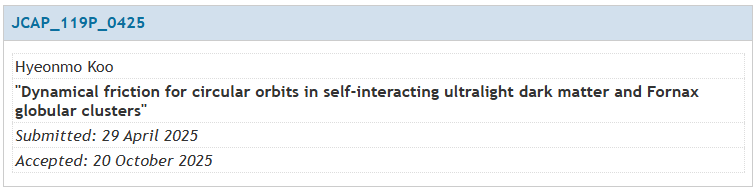 JCAP_119P_0425
Hyeonmo Koo
"Dynamical friction for circular orbits in self-interacting ultralight dark matter and Fornax
globular clusters"
Submitted: 29 April 2025
Accepted: 20 October 2025